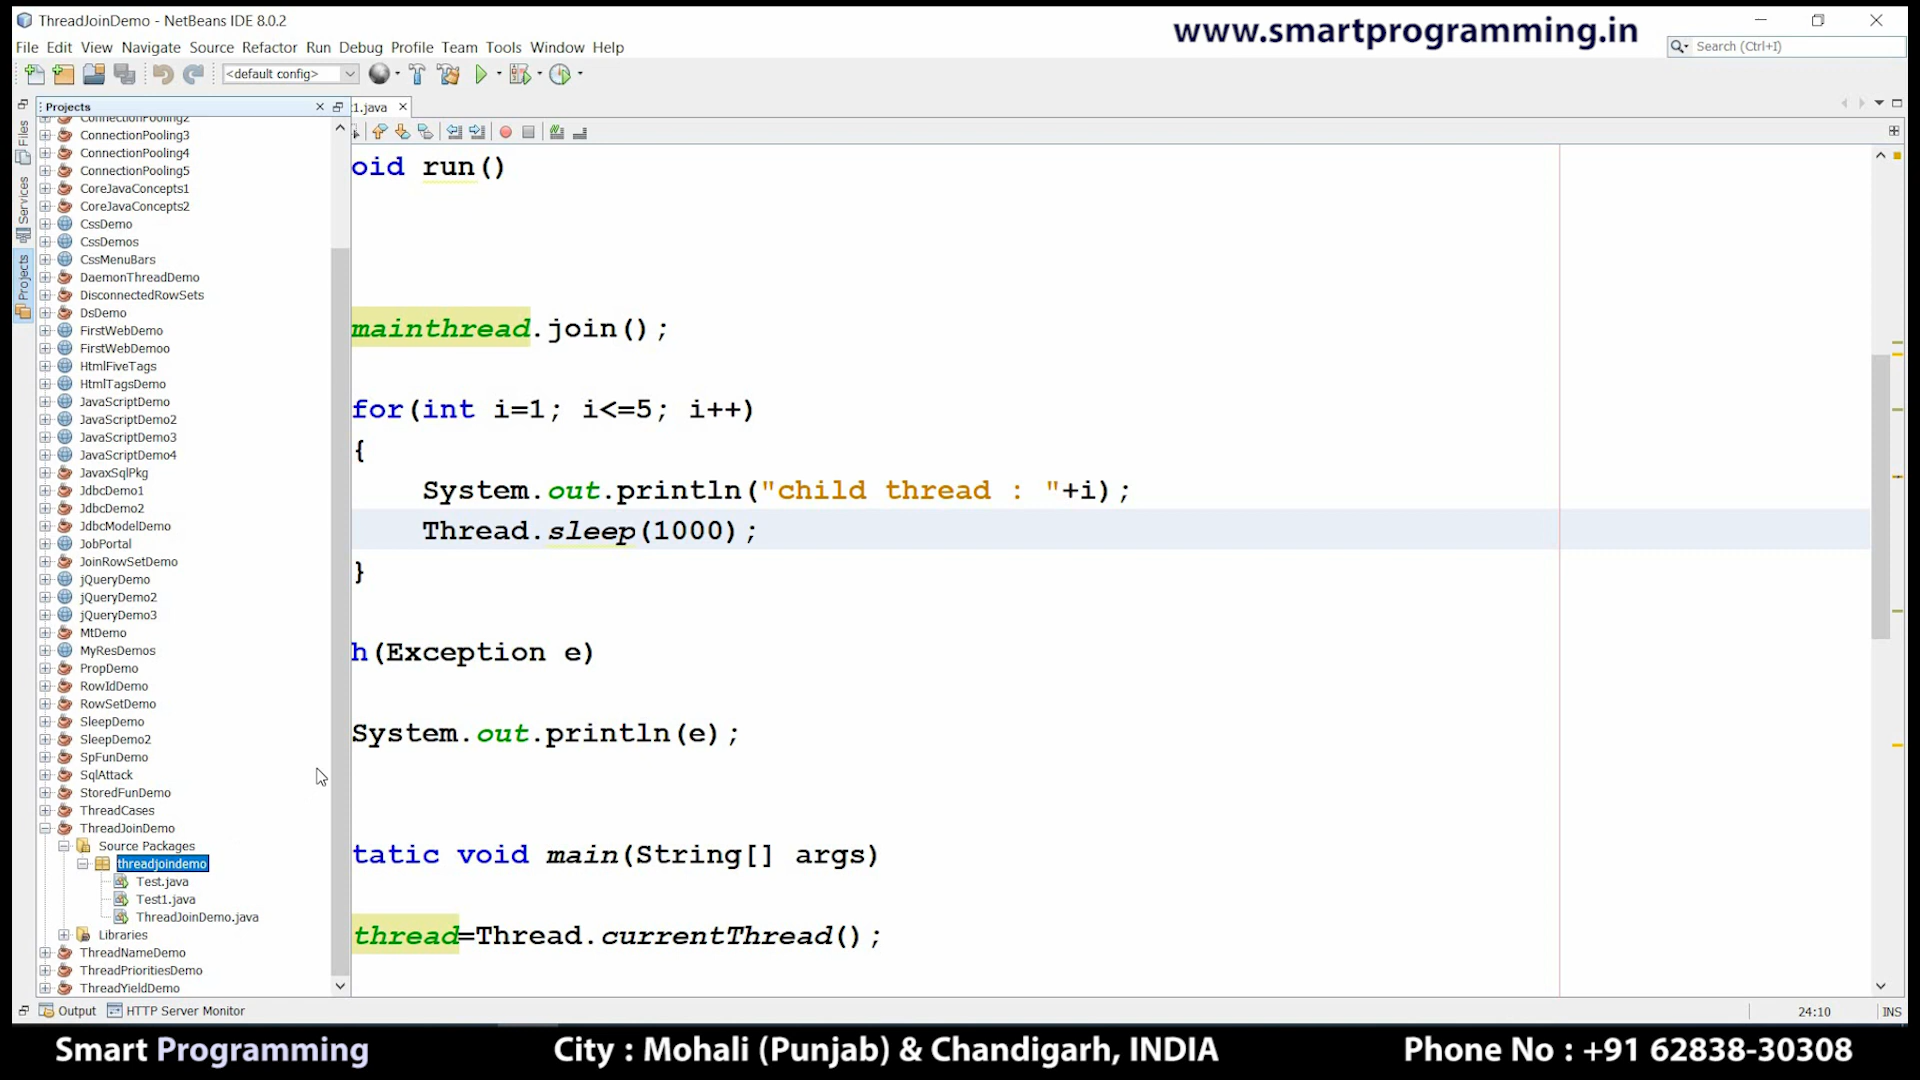 ThreadJoinDemo - NetBeans IDE 8.0.2
www.smartprogramming.in
File Edit View Navigate Source Refactor Run Debug Profile Team Tools Window Help
Search (Ctrl+I)
<default config>
Projects
1.java
Files
Services
Projects
ConnectionPooling2
ConnectionPooling3
ConnectionPooling4
ConnectionPooling5
CoreJavaConcepts1
CoreJavaConcepts2
CssDemo
CssDemos
CssMenuBars
DaemonThreadDemo
DisconnectedRowSets
DsDemo
FirstWebDemo
FirstWebDemoo
HtmlFiveTags
HtmlTagsDemo
JavaScriptDemo
JavaScriptDemo2
JavaScriptDemo3
JavaScriptDemo4
JavaxSqlPkg
JdbcDemo1
JdbcDemo2
JdbcModelDemo
JobPortal
JoinRowSetDemo
jQueryDemo
jQueryDemo2
jQueryDemo3
MtDemo
MyResDemos
PropDemo
RowIdDemo
RowSetDemo
SleepDemo
SleepDemo2
SpFunDemo
SqlAttack
StoredFunDemo
ThreadCases
ThreadJoinDemo
Source Packages
threadjoindemo
Test.java
Test1.java
ThreadJoinDemo.java
Libraries
ThreadNameDemo
ThreadPrioritiesDemo
ThreadYieldDemo
oid run()
mainthread.join();
for(int i=1; i<=5; i++)
{
System.out.println("child thread : "+i);
Thread.sleep(1000);
}
h(Exception e)
System.out.println(e);
tatic void main(String[] args)
thread=Thread.currentThread();
Output HTTP Server Monitor
24:10 INS
Smart Programming City : Mohali (Punjab) & Chandigarh, INDIA Phone No : +91 62838-30308